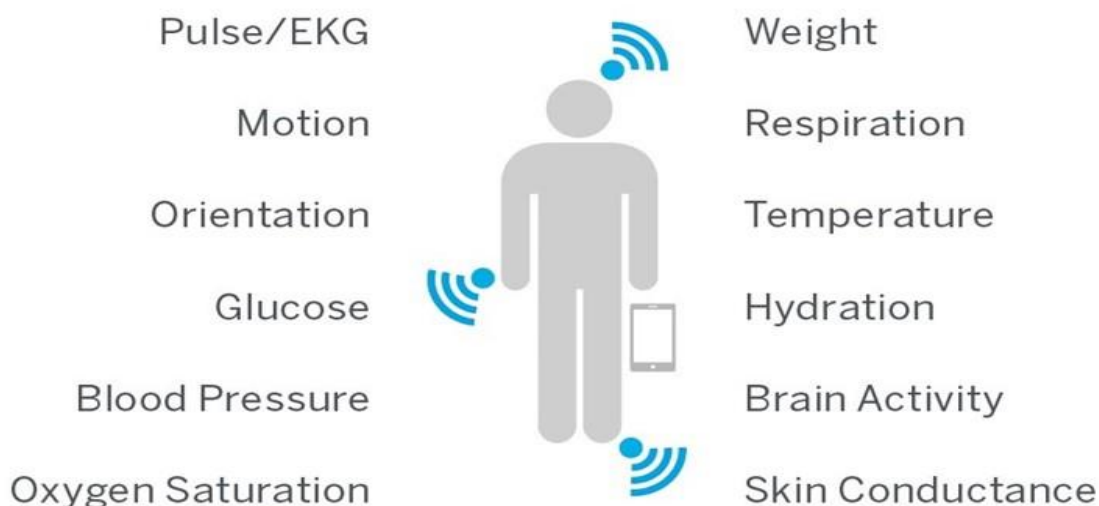 Pulse/EKG
Motion
Orientation
Glucose
Blood Pressure
Oxygen Saturation
Weight
Respiration
Temperature
Hydration
Brain Activity
Skin Conductance